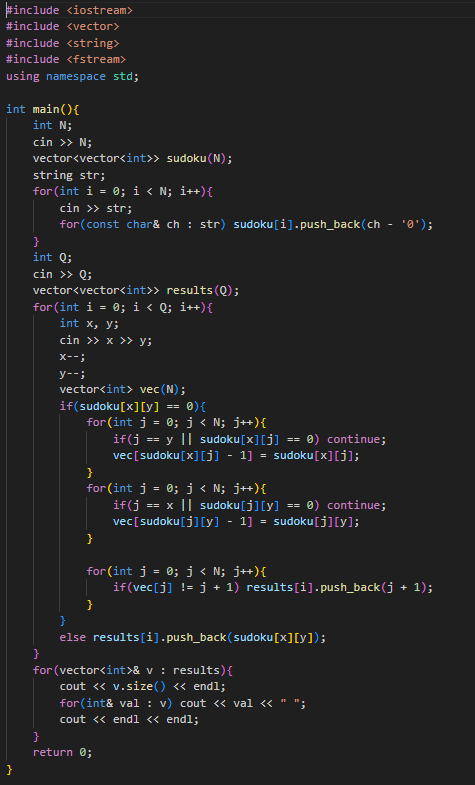 #include <iostream>
#include <vector>
#include <string>
#include <fstream>
using namespace std;

int main(){
    int N;
    cin >> N;
    vector<vector<int>> sudoku(N);
    string str;
    for(int i = 0; i < N; i++){
        cin >> str;
        for(const char& ch : str) sudoku[i].push_back(ch - '0');
    }
    int Q;
    cin >> Q;
    vector<vector<int>> results(Q);
    for(int i = 0; i < Q; i++){
        int x, y;
        cin >> x >> y;
        x--;
        y--;
        vector<int> vec(N);
        if(sudoku[x][y] == 0){
            for(int j = 0; j < N; j++){
                if(j == y || sudoku[x][j] == 0) continue;
                vec[sudoku[x][j] - 1] = sudoku[x][j];
            }
            for(int j = 0; j < N; j++){
                if(j == x || sudoku[j][y] == 0) continue;
                vec[sudoku[j][y] - 1] = sudoku[j][y];
            }

            for(int j = 0; j < N; j++){
                if(vec[j] != j + 1) results[i].push_back(j + 1);
            }
        }
        else results[i].push_back(sudoku[x][y]);
    }
    for(vector<int>& v : results){
        cout << v.size() << endl;
        for(int& val : v) cout << val << " ";
        cout << endl << endl;
    }
    return 0;
}